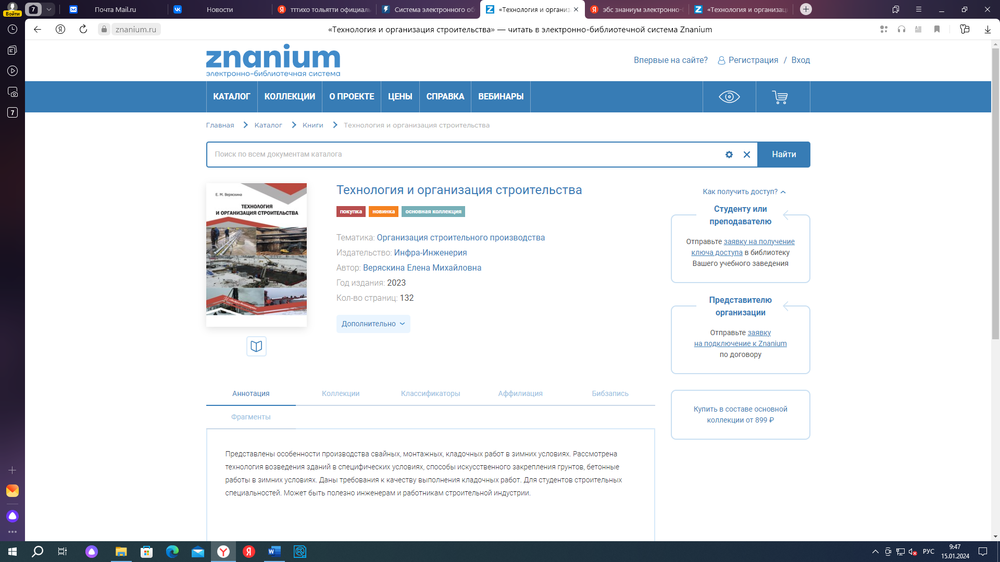 Войти
7
Почта Mail.ru
Новости
тттихо тольятти официаль
Система электронного об
«Технология и организ
эбс знаниум электронно-
«Технология и организац
7
znanium.ru
«Технология и организация строительства» — читать в электронно-библиотечной система Znanium
znanium
электронно-библиотечная система
Впервые на сайте?
Регистрация / Вход
КАТАЛОГ
КОЛЛЕКЦИИ
О ПРОЕКТЕ
ЦЕНЫ
СПРАВКА
ВЕБИНАРЫ
Главная
Каталог
Книги
Технология и организация строительства
Поиск по всем документам каталога
Найти
Е. М. Веряскина
ТЕХНОЛОГИЯ
И ОРГАНИЗАЦИЯ СТРОИТЕЛЬСТВА
Технология и организация строительства
покупка
новинка
основная коллекция
Тематика: Организация строительного производства
Издательство: Инфра-Инженерия
Автор: Веряскина Елена Михайловна
Год издания: 2023
Кол-во страниц: 132
Дополнительно
Как получить доступ?
Студенту или
преподавателю
Отправьте заявку на получение
ключа доступа в библиотеку
Вашего учебного заведения
Представителю
организации
Отправьте заявку
на подключение к Znanium
по договору
Купить в составе основной
коллекции от 899 ₽
Аннотация
Коллекции
Классификаторы
Аффилиация
Бибзапись
Фрагменты
Представлены особенности производства свайных, монтажных, кладочных работ в зимних условиях. Рассмотрена
технология возведения зданий в специфических условиях, способы искусственного закрепления грунтов, бетонные
работы в зимних условиях. Даны требования к качеству выполнения кладочных работ. Для студентов строительных
специальностей. Может быть полезно инженерам и работникам строительной индустрии.
РУС
9:47
15.01.2024